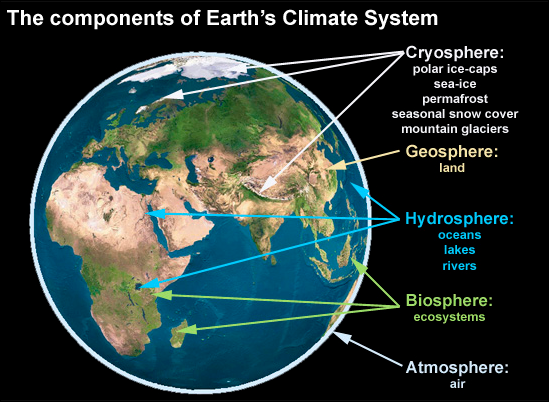 The components of Earth's Climate System
Cryosphere:
polar ice-caps
sea-ice
permafrost
seasonal snow cover
mountain glaciers
Geosphere:
land
Hydrosphere:
oceans
lakes
rivers
Biosphere:
ecosystems
Atmosphere:
air